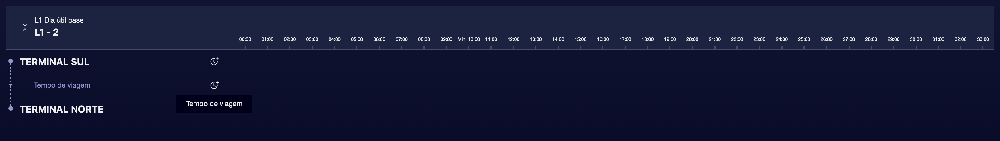 L1 Dia útil base
L1 - 2
00:00 01:00 02:00 03:00 04:00 05:00 06:00 07:00 08:00 09:00 Min. 10:00 11:00 12:00 13:00 14:00 15:00 16:00 17:00 18:00 19:00 20:00 21:00 22:00 23:00 24:00 25:00 26:00 27:00 28:00 29:00 30:00 31:00 32:00 33:00
TERMINAL SUL
Tempo de viagem
Tempo de viagem
TERMINAL NORTE